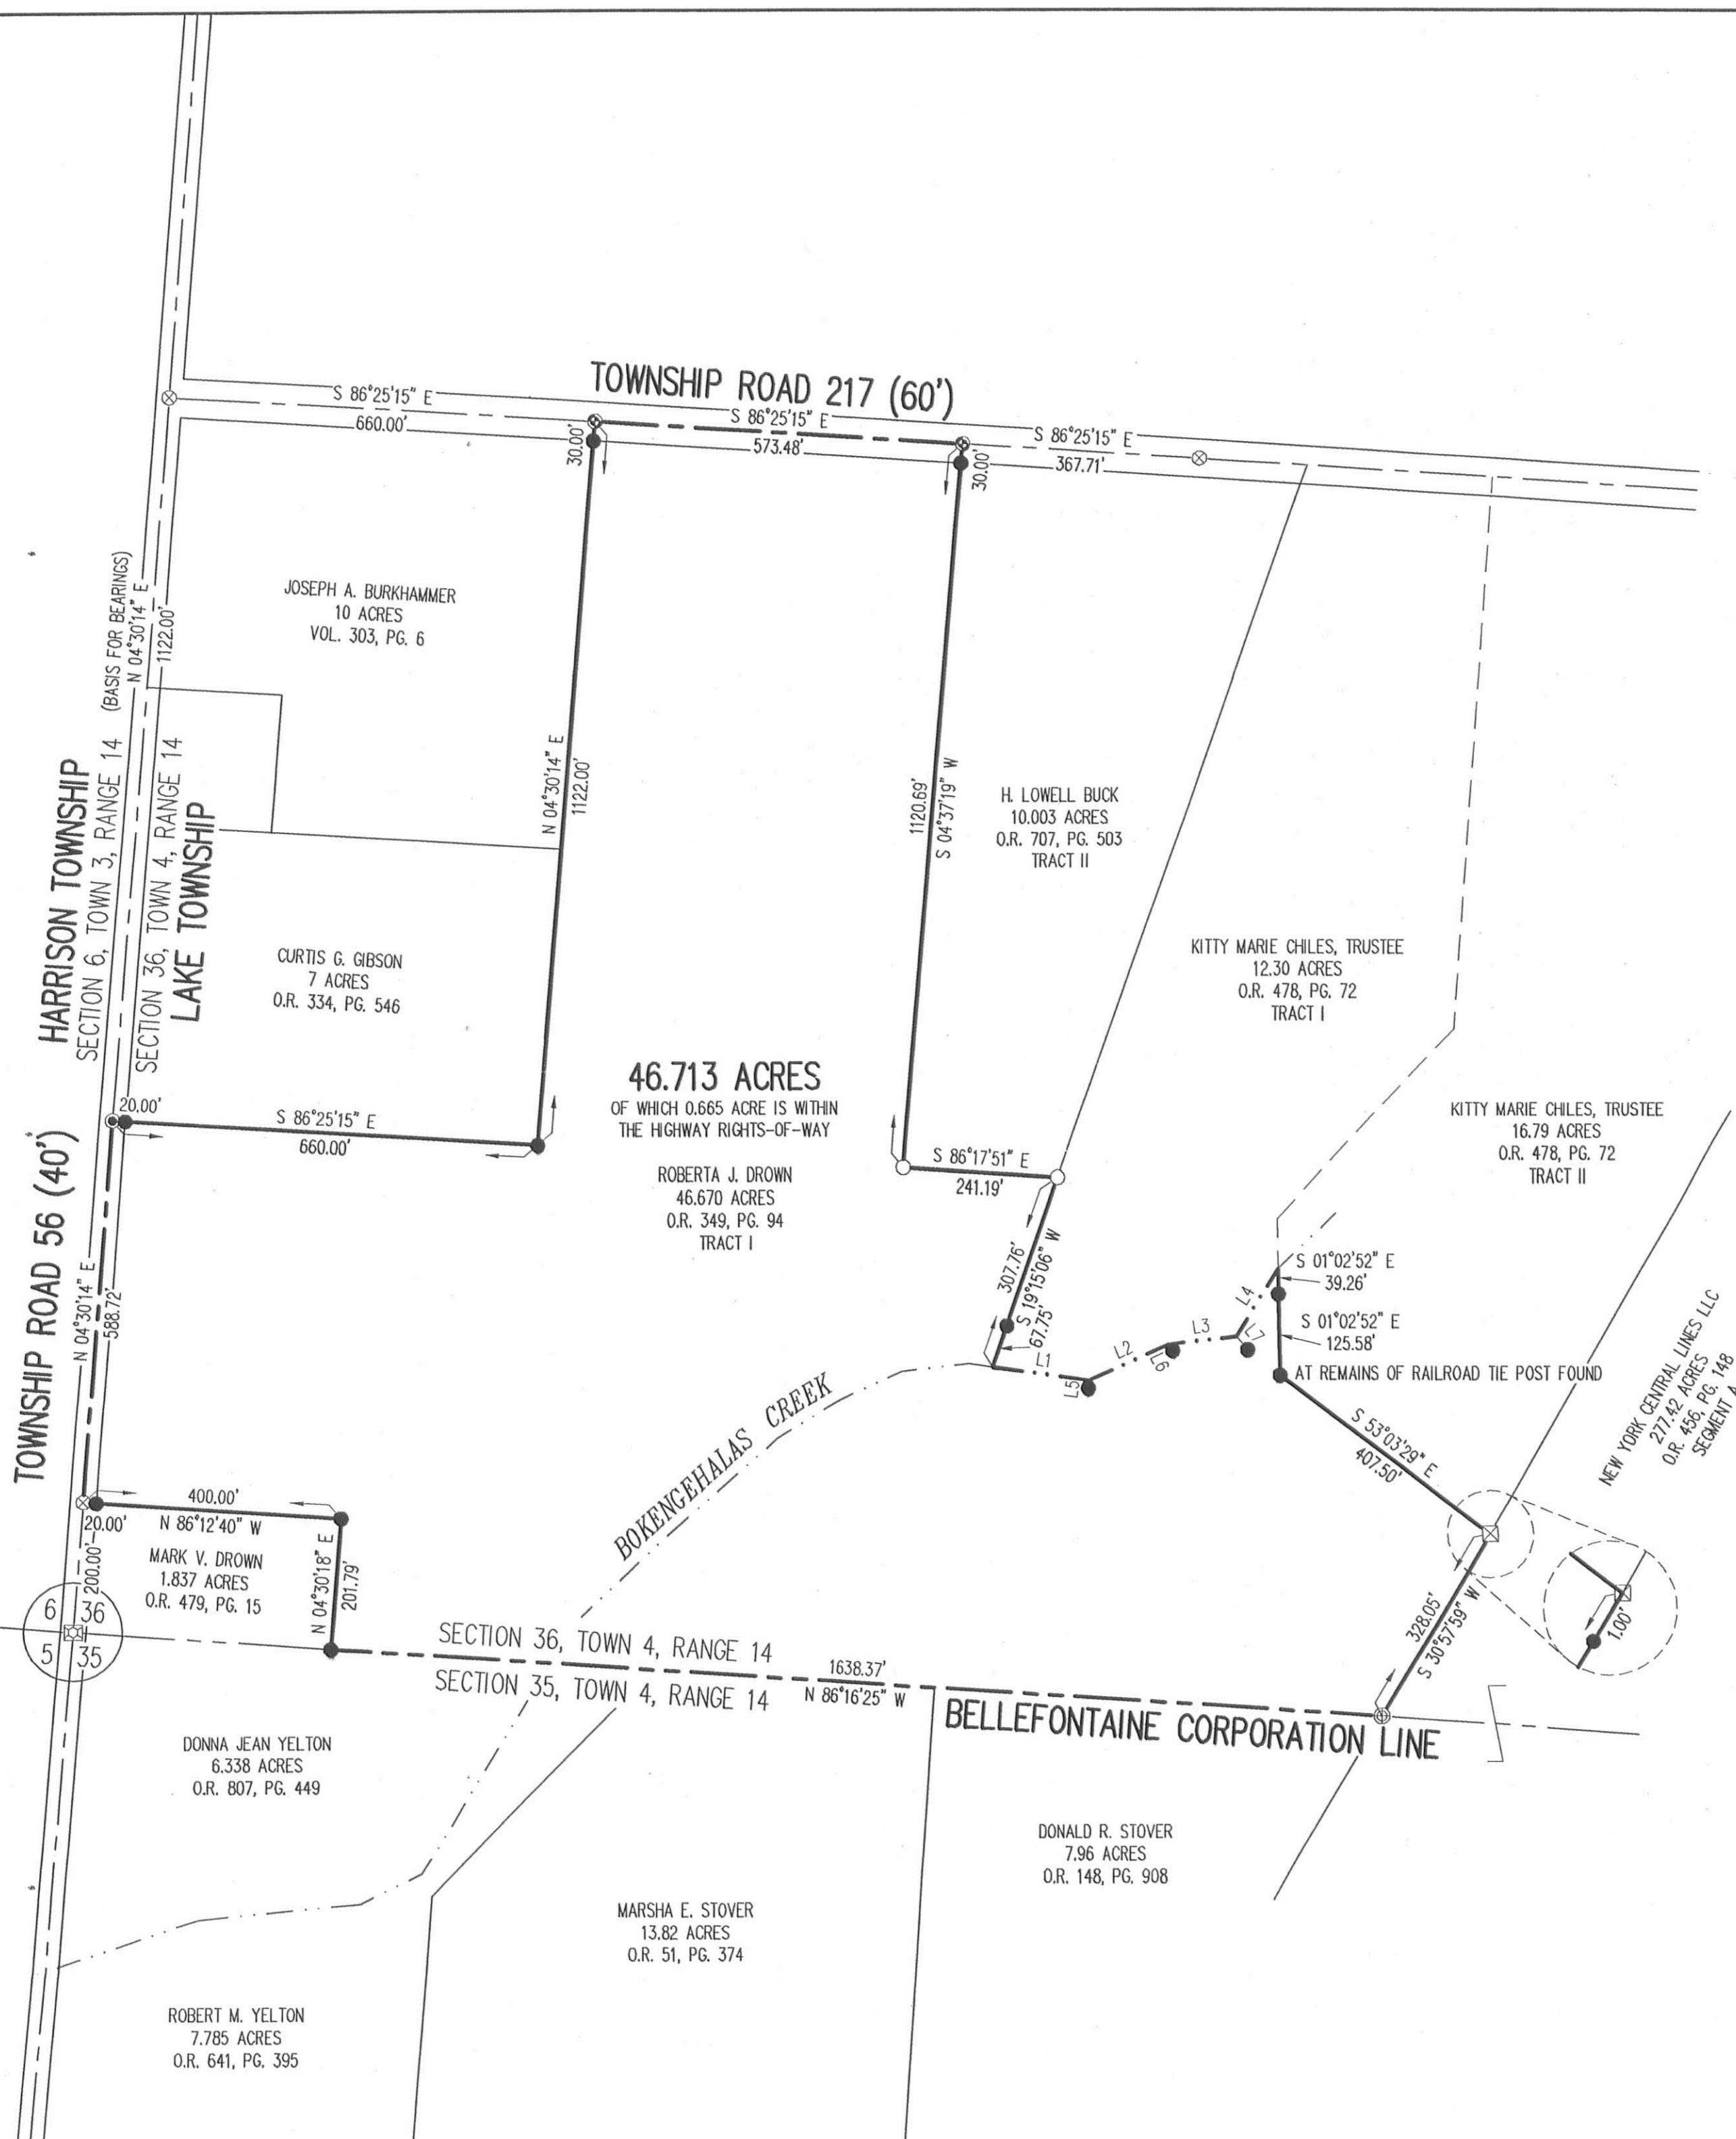 TOWNSHIP ROAD 217 (60')
S 86°25'15" E
660.00'
S 86°25'15" E
573.48'
S 86°25'15" E
367.71'
30.00'
30.00'
(BASIS FOR BEARINGS)
N 04°30'14" E
1122.00'
JOSEPH A. BURKHAMMER
10 ACRES
VOL. 303, PG. 6
N 04°30'14" E
1122.00'
1120.69'
S 04°37'19" W
H. LOWELL BUCK
10.003 ACRES
O.R. 707, PG. 503
TRACT II
HARRISON TOWNSHIP
SECTION 6, TOWN 3, RANGE 14
SECTION 36, TOWN 4, RANGE 14
LAKE TOWNSHIP
CURTIS G. GIBSON
7 ACRES
O.R. 334, PG. 546
KITTY MARIE CHILES, TRUSTEE
12.30 ACRES
O.R. 478, PG. 72
TRACT I
46.713 ACRES
OF WHICH 0.665 ACRE IS WITHIN
THE HIGHWAY RIGHTS-OF-WAY
ROBERTA J. DROWN
46.670 ACRES
O.R. 349, PG. 94
TRACT I
KITTY MARIE CHILES, TRUSTEE
16.79 ACRES
O.R. 478, PG. 72
TRACT II
20.00'
S 86°25'15" E
660.00'
S 86°17'51" E
241.19'
TOWNSHIP ROAD 56 (40')
N 04°30'14" E
588.72'
307.76'
S 19°15'06" W
67.75'
L1
L2
L3
L4
L5
L6
L7
S 01°02'52" E
39.26'
S 01°02'52" E
125.58'
AT REMAINS OF RAILROAD TIE POST FOUND
S 53°03'29" E
407.50'
NEW YORK CENTRAL LINES LLC
277.42 ACRES
O.R. 456, PG. 148
SEGMENT A
BOKENGEHALAS CREEK
400.00'
20.00'
N 86°12'40" W
200.00'
MARK V. DROWN
1.837 ACRES
O.R. 479, PG. 15
N 04°30'18" E
201.79'
6 36
5 35
328.05'
S 30°57'59" W
1.00'
SECTION 36, TOWN 4, RANGE 14
SECTION 35, TOWN 4, RANGE 14
1638.37'
N 86°16'25" W
BELLEFONTAINE CORPORATION LINE
DONNA JEAN YELTON
6.338 ACRES
O.R. 807, PG. 449
DONALD R. STOVER
7.96 ACRES
O.R. 148, PG. 908
MARSHA E. STOVER
13.82 ACRES
O.R. 51, PG. 374
ROBERT M. YELTON
7.785 ACRES
O.R. 641, PG. 395